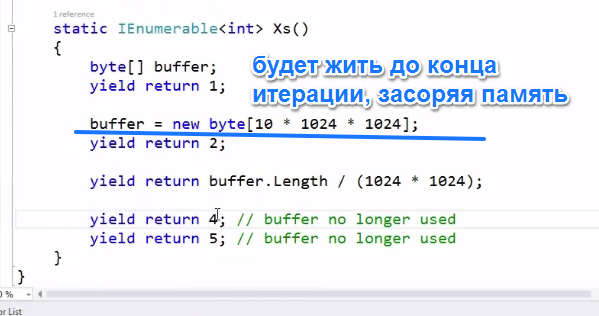 1 reference
static IEnumerable<int> Xs()
{
byte[] buffer;
yield return 1;
будет жить до конца
итерации, засоряя память
buffer = new byte[10 * 1024 * 1024];
yield return 2;
yield return buffer.Length / (1024 * 1024);
yield return 4; // buffer no longer used
yield return 5; // buffer no longer used
}
}
0 %
or List